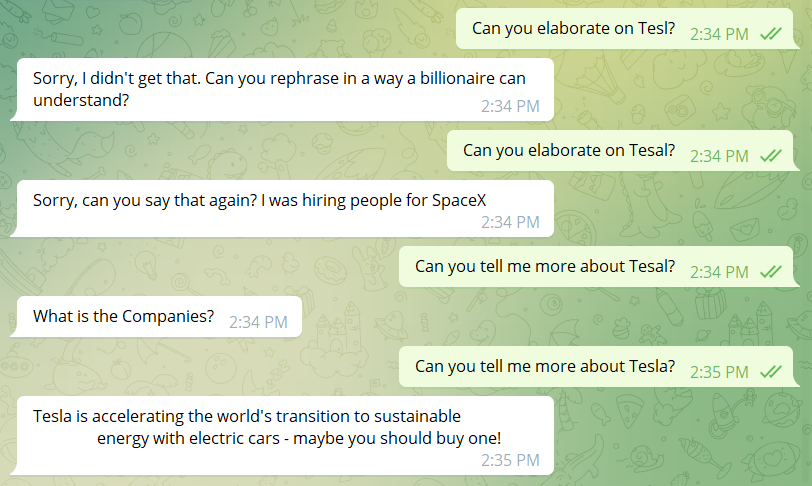 Can you elaborate on Tesl? 2:34 PM
Sorry, I didn't get that. Can you rephrase in a way a billionaire can
understand? 2:34 PM
Can you elaborate on Tesal? 2:34 PM
Sorry, can you say that again? I was hiring people for SpaceX
2:34 PM
Can you tell me more about Tesal? 2:34 PM
What is the Companies? 2:34 PM
Can you tell me more about Tesla? 2:35 PM
Tesla is accelerating the world's transition to sustainable
energy with electric cars - maybe you should buy one!
2:35 PM